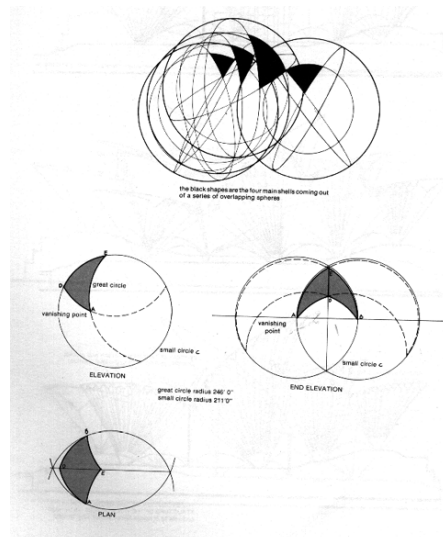 the black shapes are the four main shells coming out
of a series of overlapping spheres
E
great circle
D
A
vanishing point
small circle c
ELEVATION
E
D
A
A
vanishing
point
small circle c
END ELEVATION
great circle radius 246' 0"
small circle radius 211'0"
D
E
A
PLAN